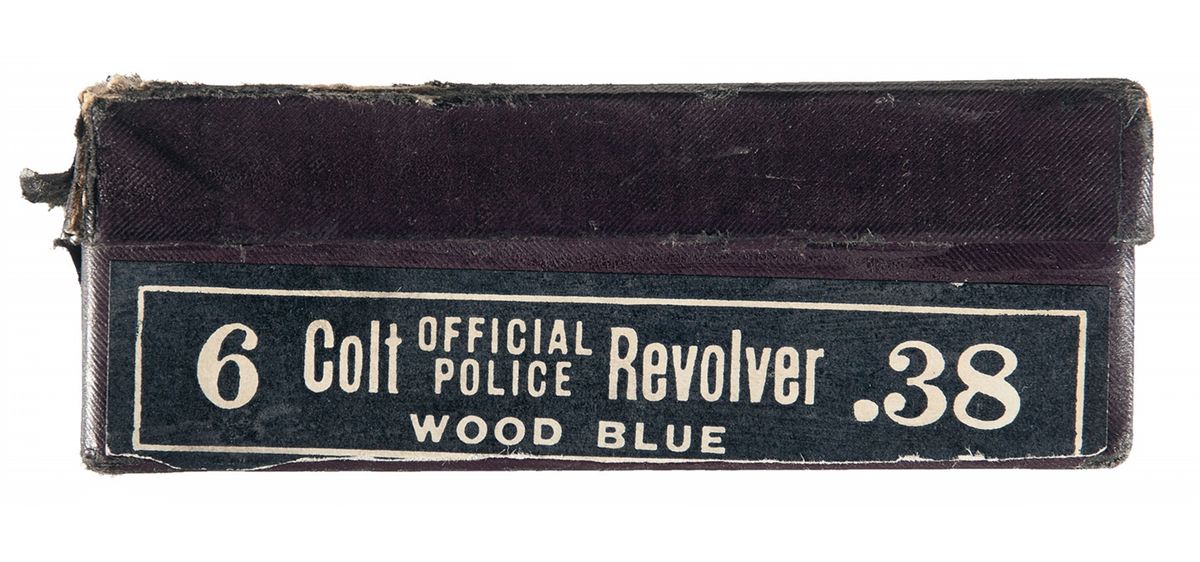 6 Colt OFFICIAL POLICE Revolver .38
WOOD BLUE